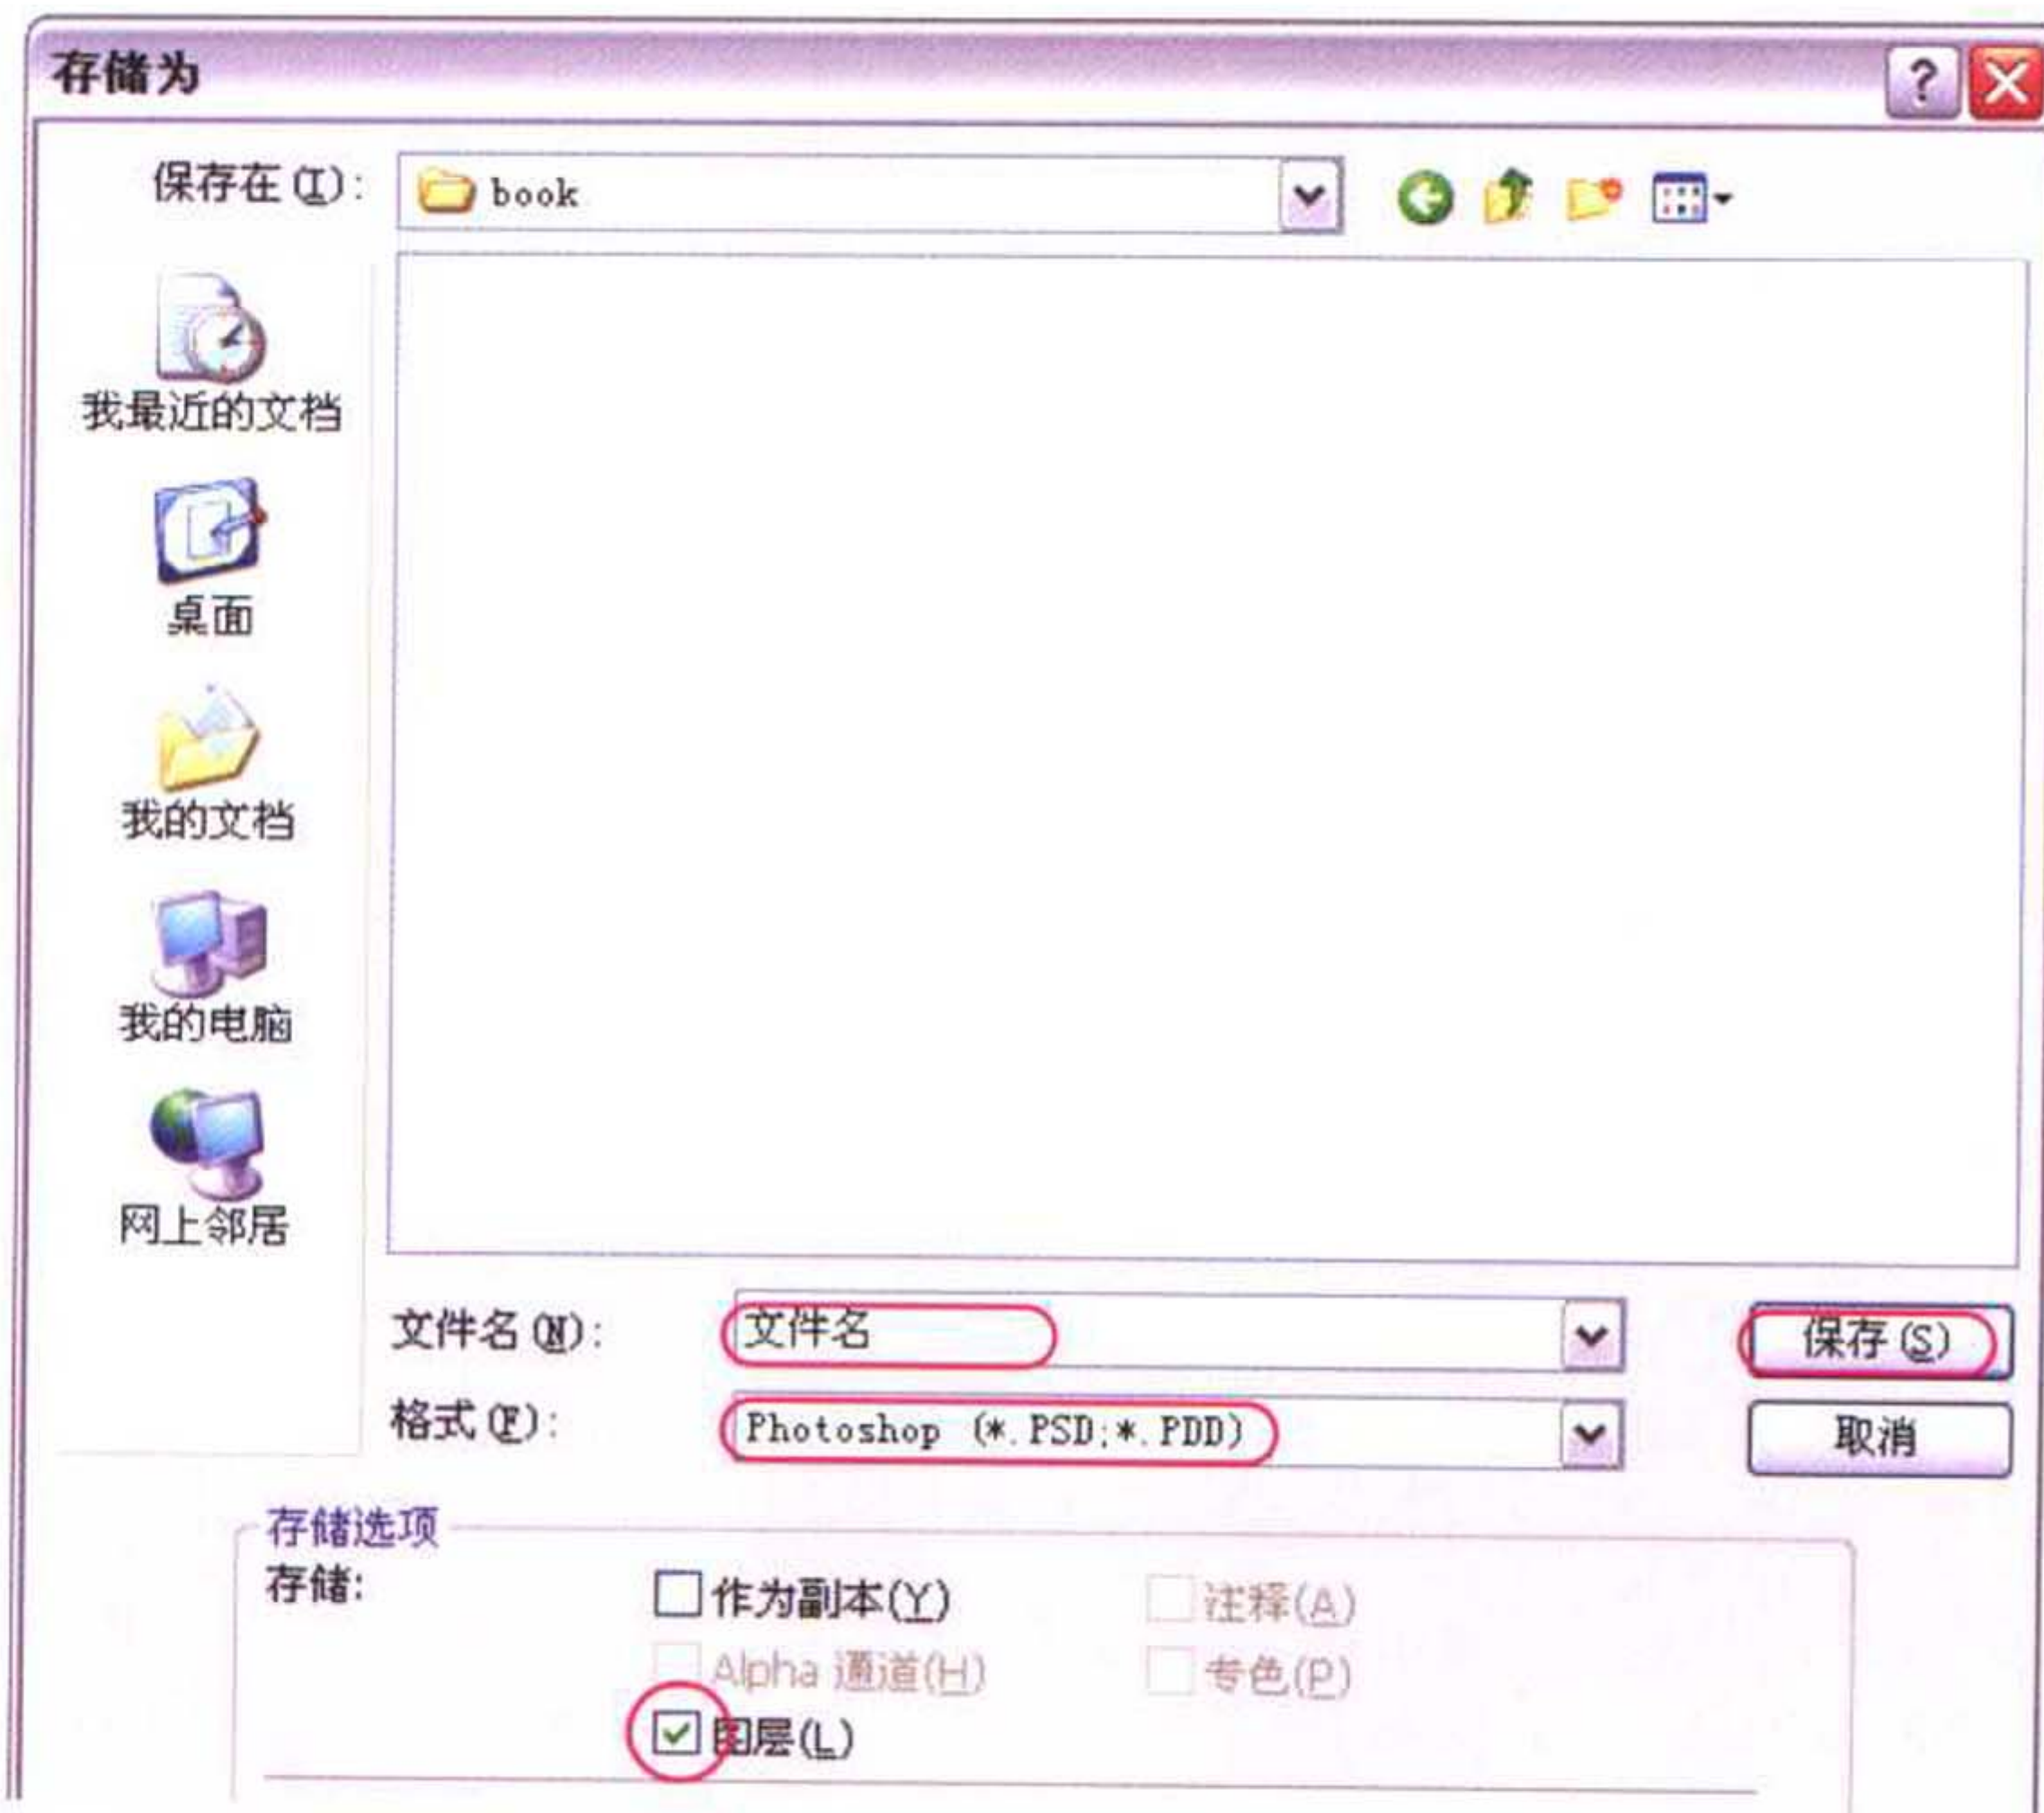 存储为
保存在(I):
book
我最近的文档
桌面
我的文档
我的电脑
网上邻居
文件名(N):
文件名
保存(S)
格式(F):
Photoshop (*.PSD;*.PDD)
取消
存储选项
存储:
作为副本(Y)
注释(A)
Alpha 通道(H)
专色(P)
图层(L)